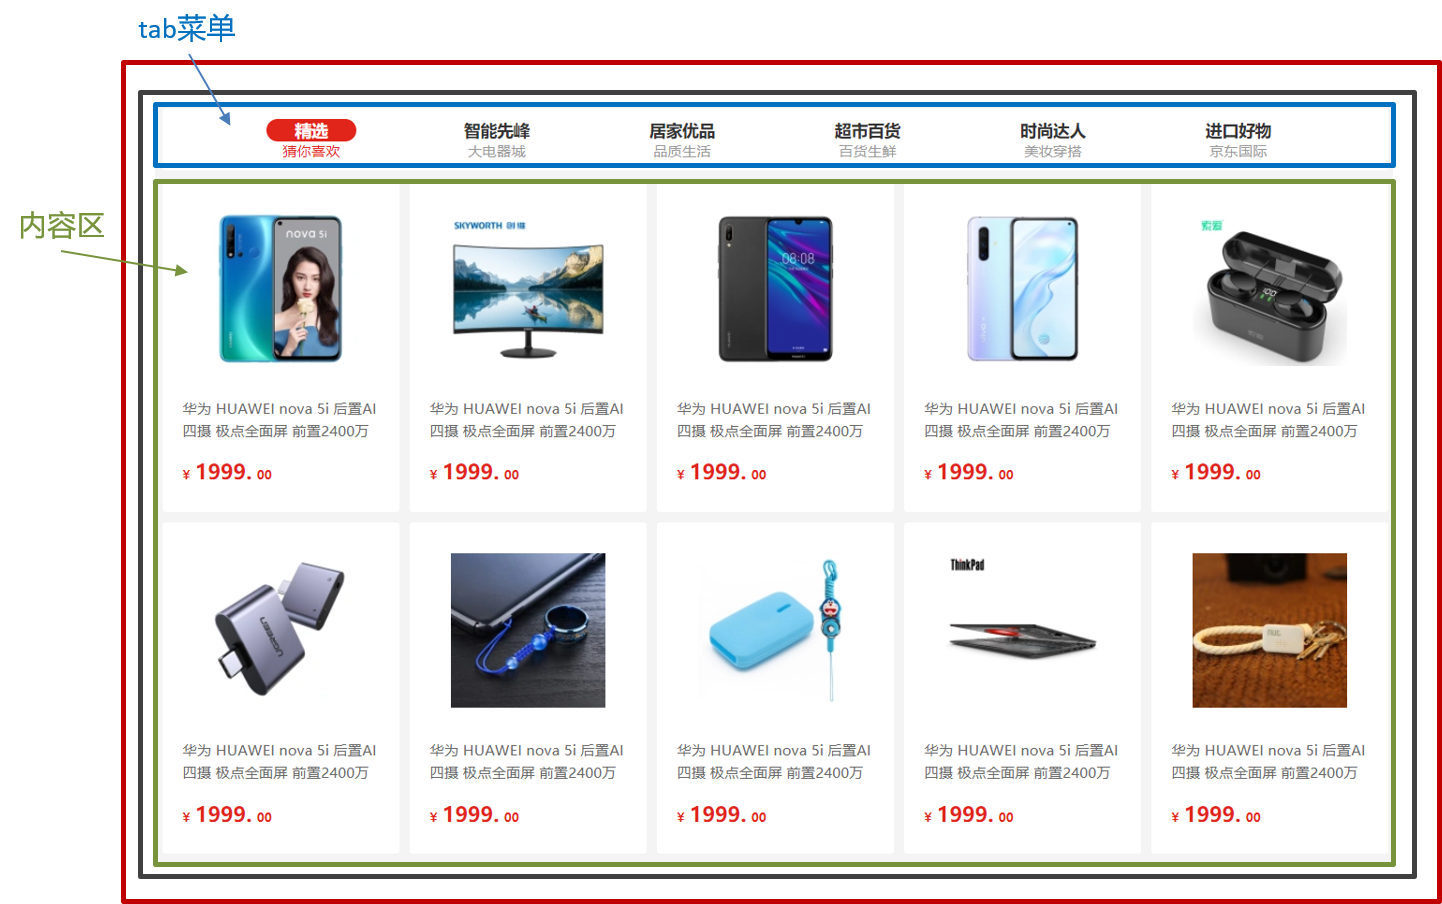 tab菜单
精选
猜你喜欢
智能先锋
大电器城
居家优品
品质生活
超市百货
百货生鲜
时尚达人
美妆穿搭
进口好物
京东国际
内容区
nova 5i
SKYWORTH 创维
08:08
vivo
索爱
华为 HUAWEI nova 5i 后置AI
四摄 极点全面屏 前置2400万
¥ 1999. 00
华为 HUAWEI nova 5i 后置AI
四摄 极点全面屏 前置2400万
¥ 1999. 00
华为 HUAWEI nova 5i 后置AI
四摄 极点全面屏 前置2400万
¥ 1999. 00
华为 HUAWEI nova 5i 后置AI
四摄 极点全面屏 前置2400万
¥ 1999. 00
华为 HUAWEI nova 5i 后置AI
四摄 极点全面屏 前置2400万
¥ 1999. 00
UGREEN
ThinkPad
华为 HUAWEI nova 5i 后置AI
四摄 极点全面屏 前置2400万
¥ 1999. 00
华为 HUAWEI nova 5i 后置AI
四摄 极点全面屏 前置2400万
¥ 1999. 00
华为 HUAWEI nova 5i 后置AI
四摄 极点全面屏 前置2400万
¥ 1999. 00
华为 HUAWEI nova 5i 后置AI
四摄 极点全面屏 前置2400万
¥ 1999. 00
华为 HUAWEI nova 5i 后置AI
四摄 极点全面屏 前置2400万
¥ 1999. 00